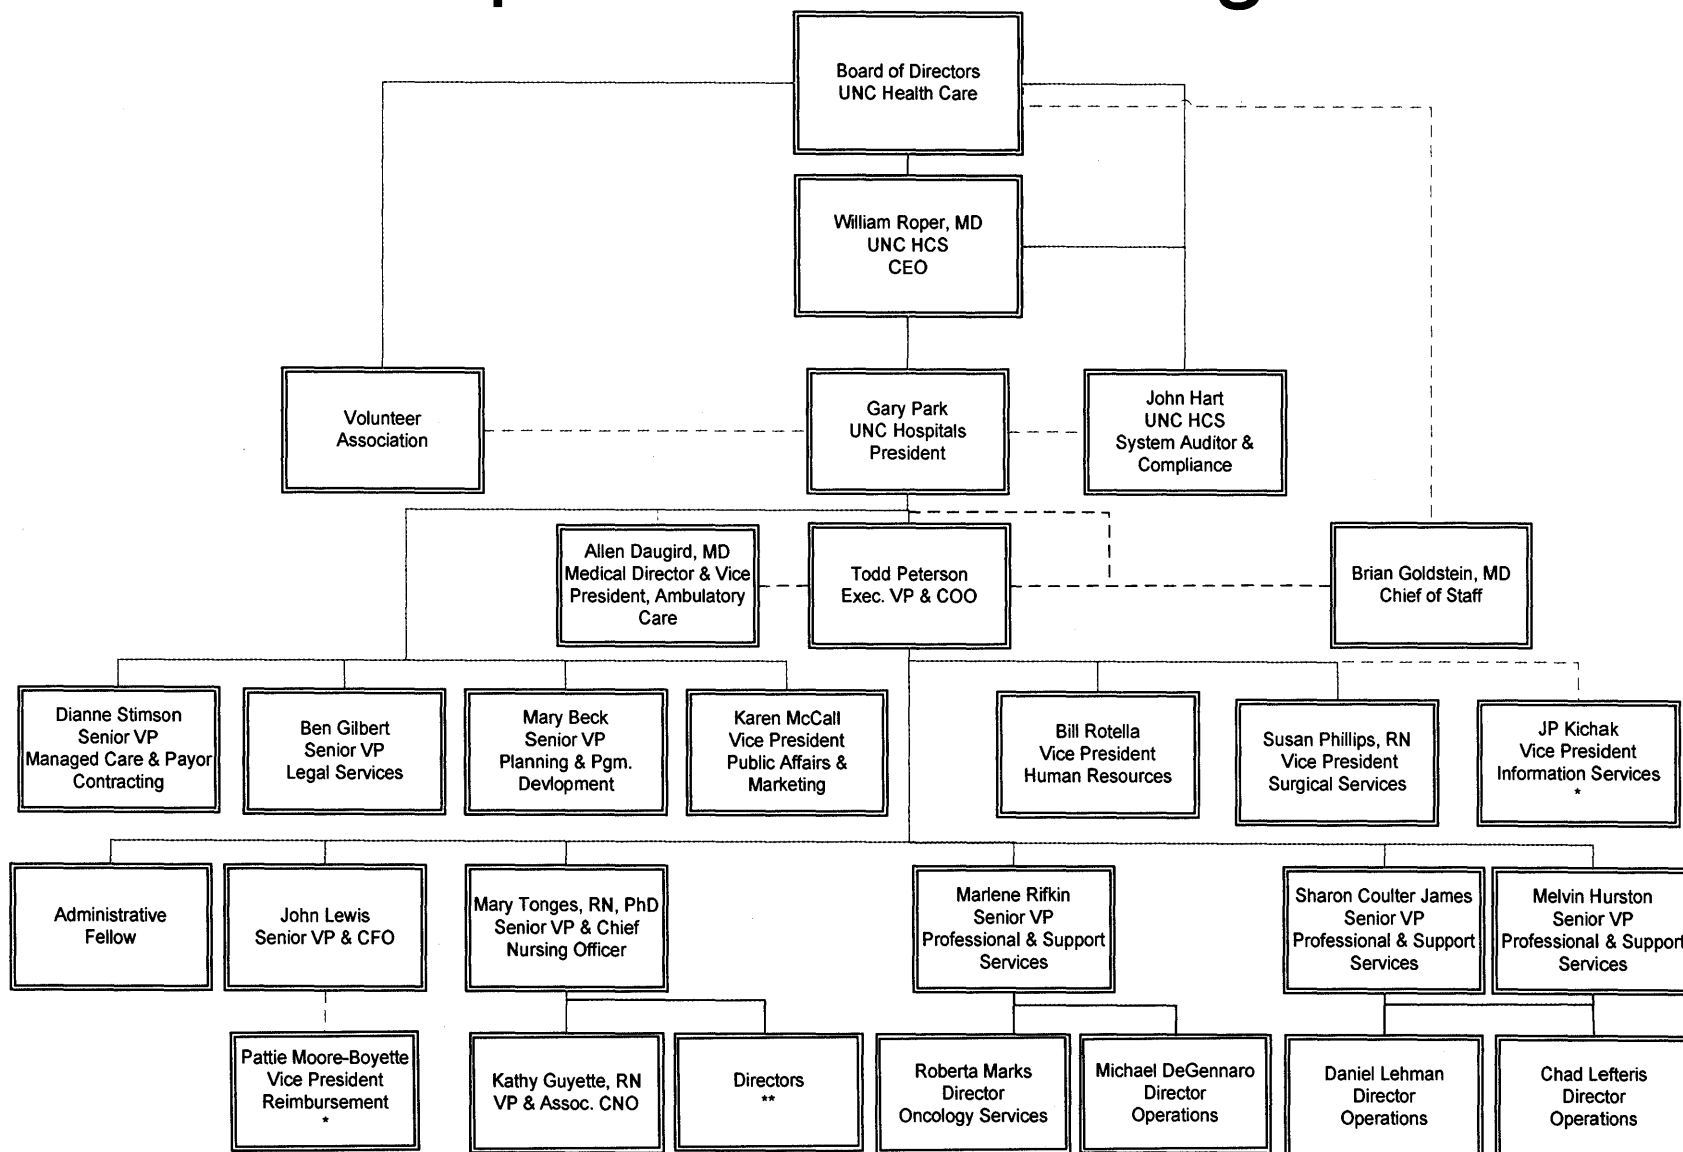 Board of Directors
UNC Health Care
William Roper, MD
UNC HCS
CEO
Volunteer
Association
Gary Park
UNC Hospitals
President
John Hart
UNC HCS
System Auditor &
Compliance
Allen Daugird, MD
Medical Director & Vice
President, Ambulatory
Care
Todd Peterson
Exec. VP & COO
Brian Goldstein, MD
Chief of Staff
Dianne Stimson
Senior VP
Managed Care & Payor
Contracting
Ben Gilbert
Senior VP
Legal Services
Mary Beck
Senior VP
Planning & Pgm.
Devlopment
Karen McCall
Vice President
Public Affairs &
Marketing
Bill Rotella
Vice President
Human Resources
Susan Phillips, RN
Vice President
Surgical Services
JP Kichak
Vice President
Information Services
*
Administrative
Fellow
John Lewis
Senior VP & CFO
Mary Tonges, RN, PhD
Senior VP & Chief
Nursing Officer
Marlene Rifkin
Senior VP
Professional & Support
Services
Sharon Coulter James
Senior VP
Professional & Support
Services
Melvin Hurston
Senior VP
Professional & Support
Services
Pattie Moore-Boyette
Vice President
Reimbursement
*
Kathy Guyette, RN
VP & Assoc. CNO
Directors
**
Roberta Marks
Director
Oncology Services
Michael DeGennaro
Director
Operations
Daniel Lehman
Director
Operations
Chad Lefteris
Director
Operations